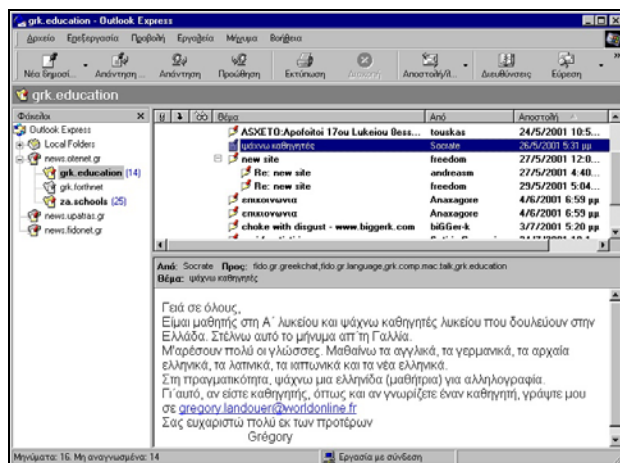 grk.education - Outlook Express
Αρχείο Επεξεργασία Προβολή Εργαλεία Μήνυμα Βοήθεια
Νέα δημοσί... Απάντηση ... Απάντηση Προώθηση Εκτύπωση Διακοπή Αποστολή/Λ... Διευθύνσεις Εύρεση
grk.education
Φάκελοι
Outlook Express
Local Folders
news.otenet.gr
grk.education (14)
grk.forthnet
za.schools (25)
news.upatras.gr
news.fidonet.gr
Θέμα Από Αποστολή
ΑΣΧΕΤΟ:Apofoitoi 17ou Lukeiou thess... touskas 24/5/2001 10:5...
ψάχνω καθηγητές Socrate 26/5/2001 5:31 μμ
new site freedom 27/5/2001 12:0...
Re: new site andreasm 27/5/2001 4:40...
Re: new site freedom 29/5/2001 5:04...
επικοινωνια Anaxagore 4/6/2001 6:59 μμ
επικοινωνια Anaxagore 4/6/2001 6:59 μμ
choke with disgust - www.biggerk.com biGGer-k 3/7/2001 5:20 μμ
Από: Socrate Προς: fido.gr.greekchat,fido.gr.language,grk.comp.mac.talk,grk.education
Θέμα: ψάχνω καθηγητές
Γειά σε όλους,
Είμαι μαθητής στη Α΄ λυκείου και ψάχνω καθηγητές λυκείου που δουλεύουν στην
Ελλάδα. Στέλνω αυτό το μήνυμα απ΄τη Γαλλία.
Μ'αρέσουν πολύ οι γλώσσες. Μαθαίνω τα αγγλικά, τα γερμανικά, τα αρχαία
ελληνικά, τα λατινικά, τα ιαπωνικά και τα νέα ελληνικά.
Στη πραγματικότητα, ψάχνω μια ελληνίδα (μαθήτρια) για αλληλογραφία.
Γι΄αυτό, αν είστε καθηγητής, όπως και αν γνωρίζετε έναν καθηγητή, γράψτε μου
σε gregory.landouer@worldonline.fr
Σας ευχαριστώ πολύ εκ των προτέρων
Grégory
Μηνύματα: 16. Μη αναγνωσμένα: 14 Εργασία με σύνδεση